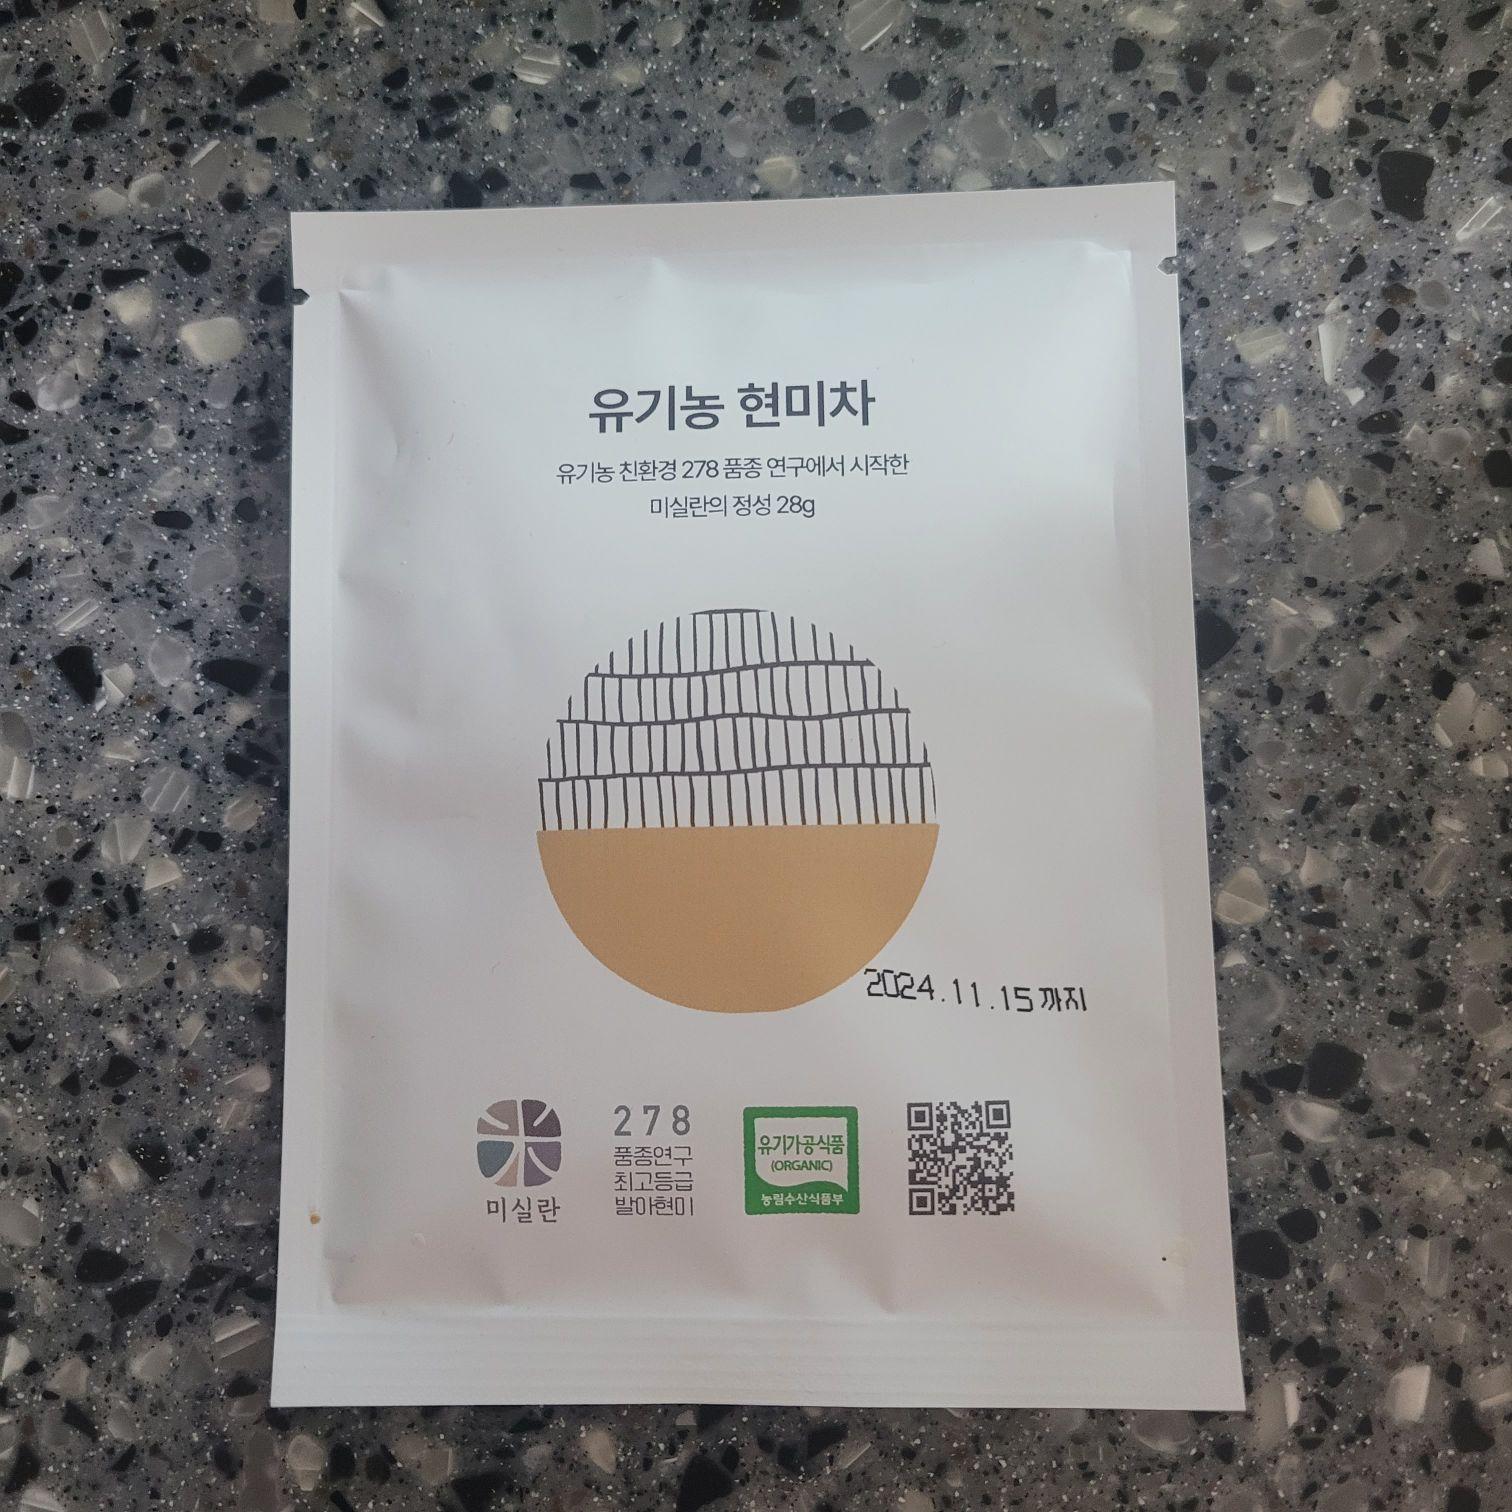 유기농 현미차
유기농 친환경 278 품종 연구에서 시작한
미실란의 정성 28g
2024.11.15 까지
미실란
278
품종연구
최고등급
발아현미
유기가공식품
(ORGANIC)
농림수산식품부